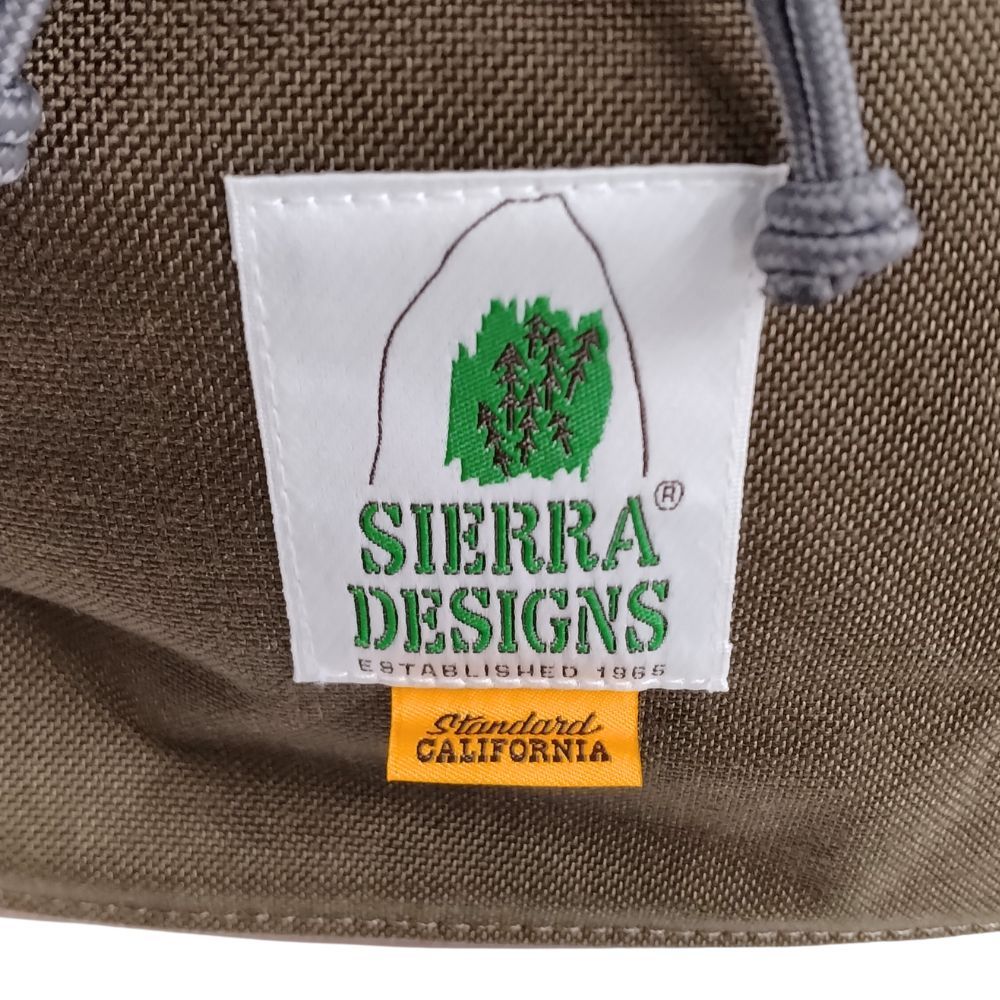 SIERRA®
DESIGNS
ESTABLISHED 1965
Standard
CALIFORNIA